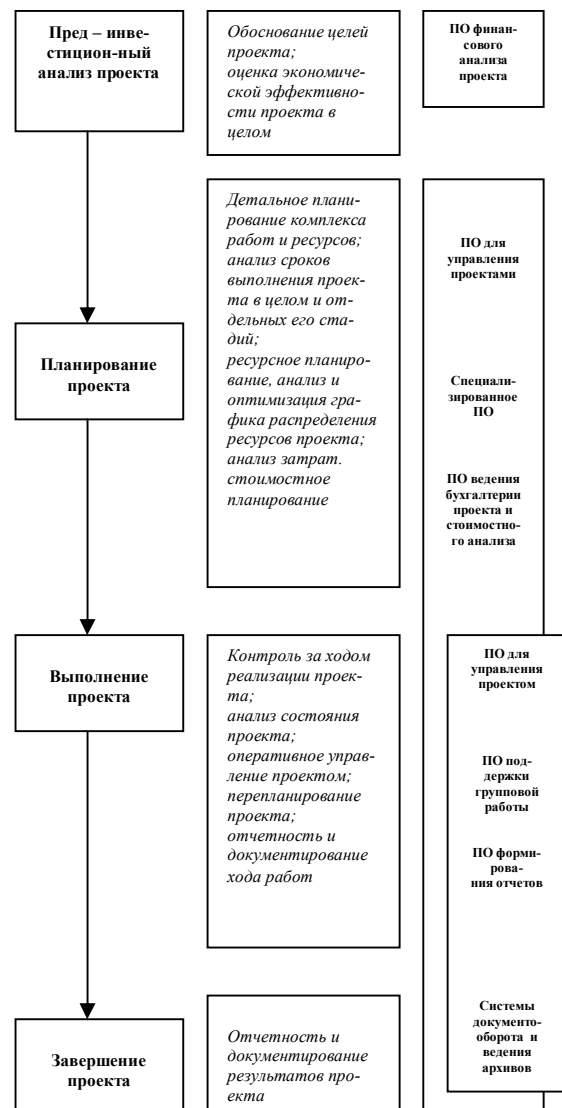 Пред – инве-
стицион-ный
анализ проекта
Обоснование целей
проекта;
оценка экономиче-
ской эффективно-
сти проекта в
целом
ПО финан-
сового
анализа
проекта
Планирование
проекта
Детальное плани-
рование комплекса
работ и ресурсов;
анализ сроков
выполнения проек-
та в целом и от-
дельных его ста-
дий;
ресурсное планиро-
вание, анализ и
оптимизация гра-
фика распределения
ресурсов проекта;
анализ затрат.
стоимостное
планирование
ПО для
управления
проектами
Специали-
зированное
ПО
ПО ведения
бухгалтерии
проекта и
стоимостно-
го анализа
Выполнение
проекта
Контроль за ходом
реализации проек-
та;
анализ состояния
проекта;
оперативное управ-
ление проектом;
перепланирование
проекта;
отчетность и
документирование
хода работ
ПО для
управления
проектом
ПО под-
держки
групповой
работы
ПО форми-
рова-
ния отчетов
Завершение
проекта
Отчетность и
документирование
результатов про-
екта
Системы
документо-
оборота и
ведения
архивов